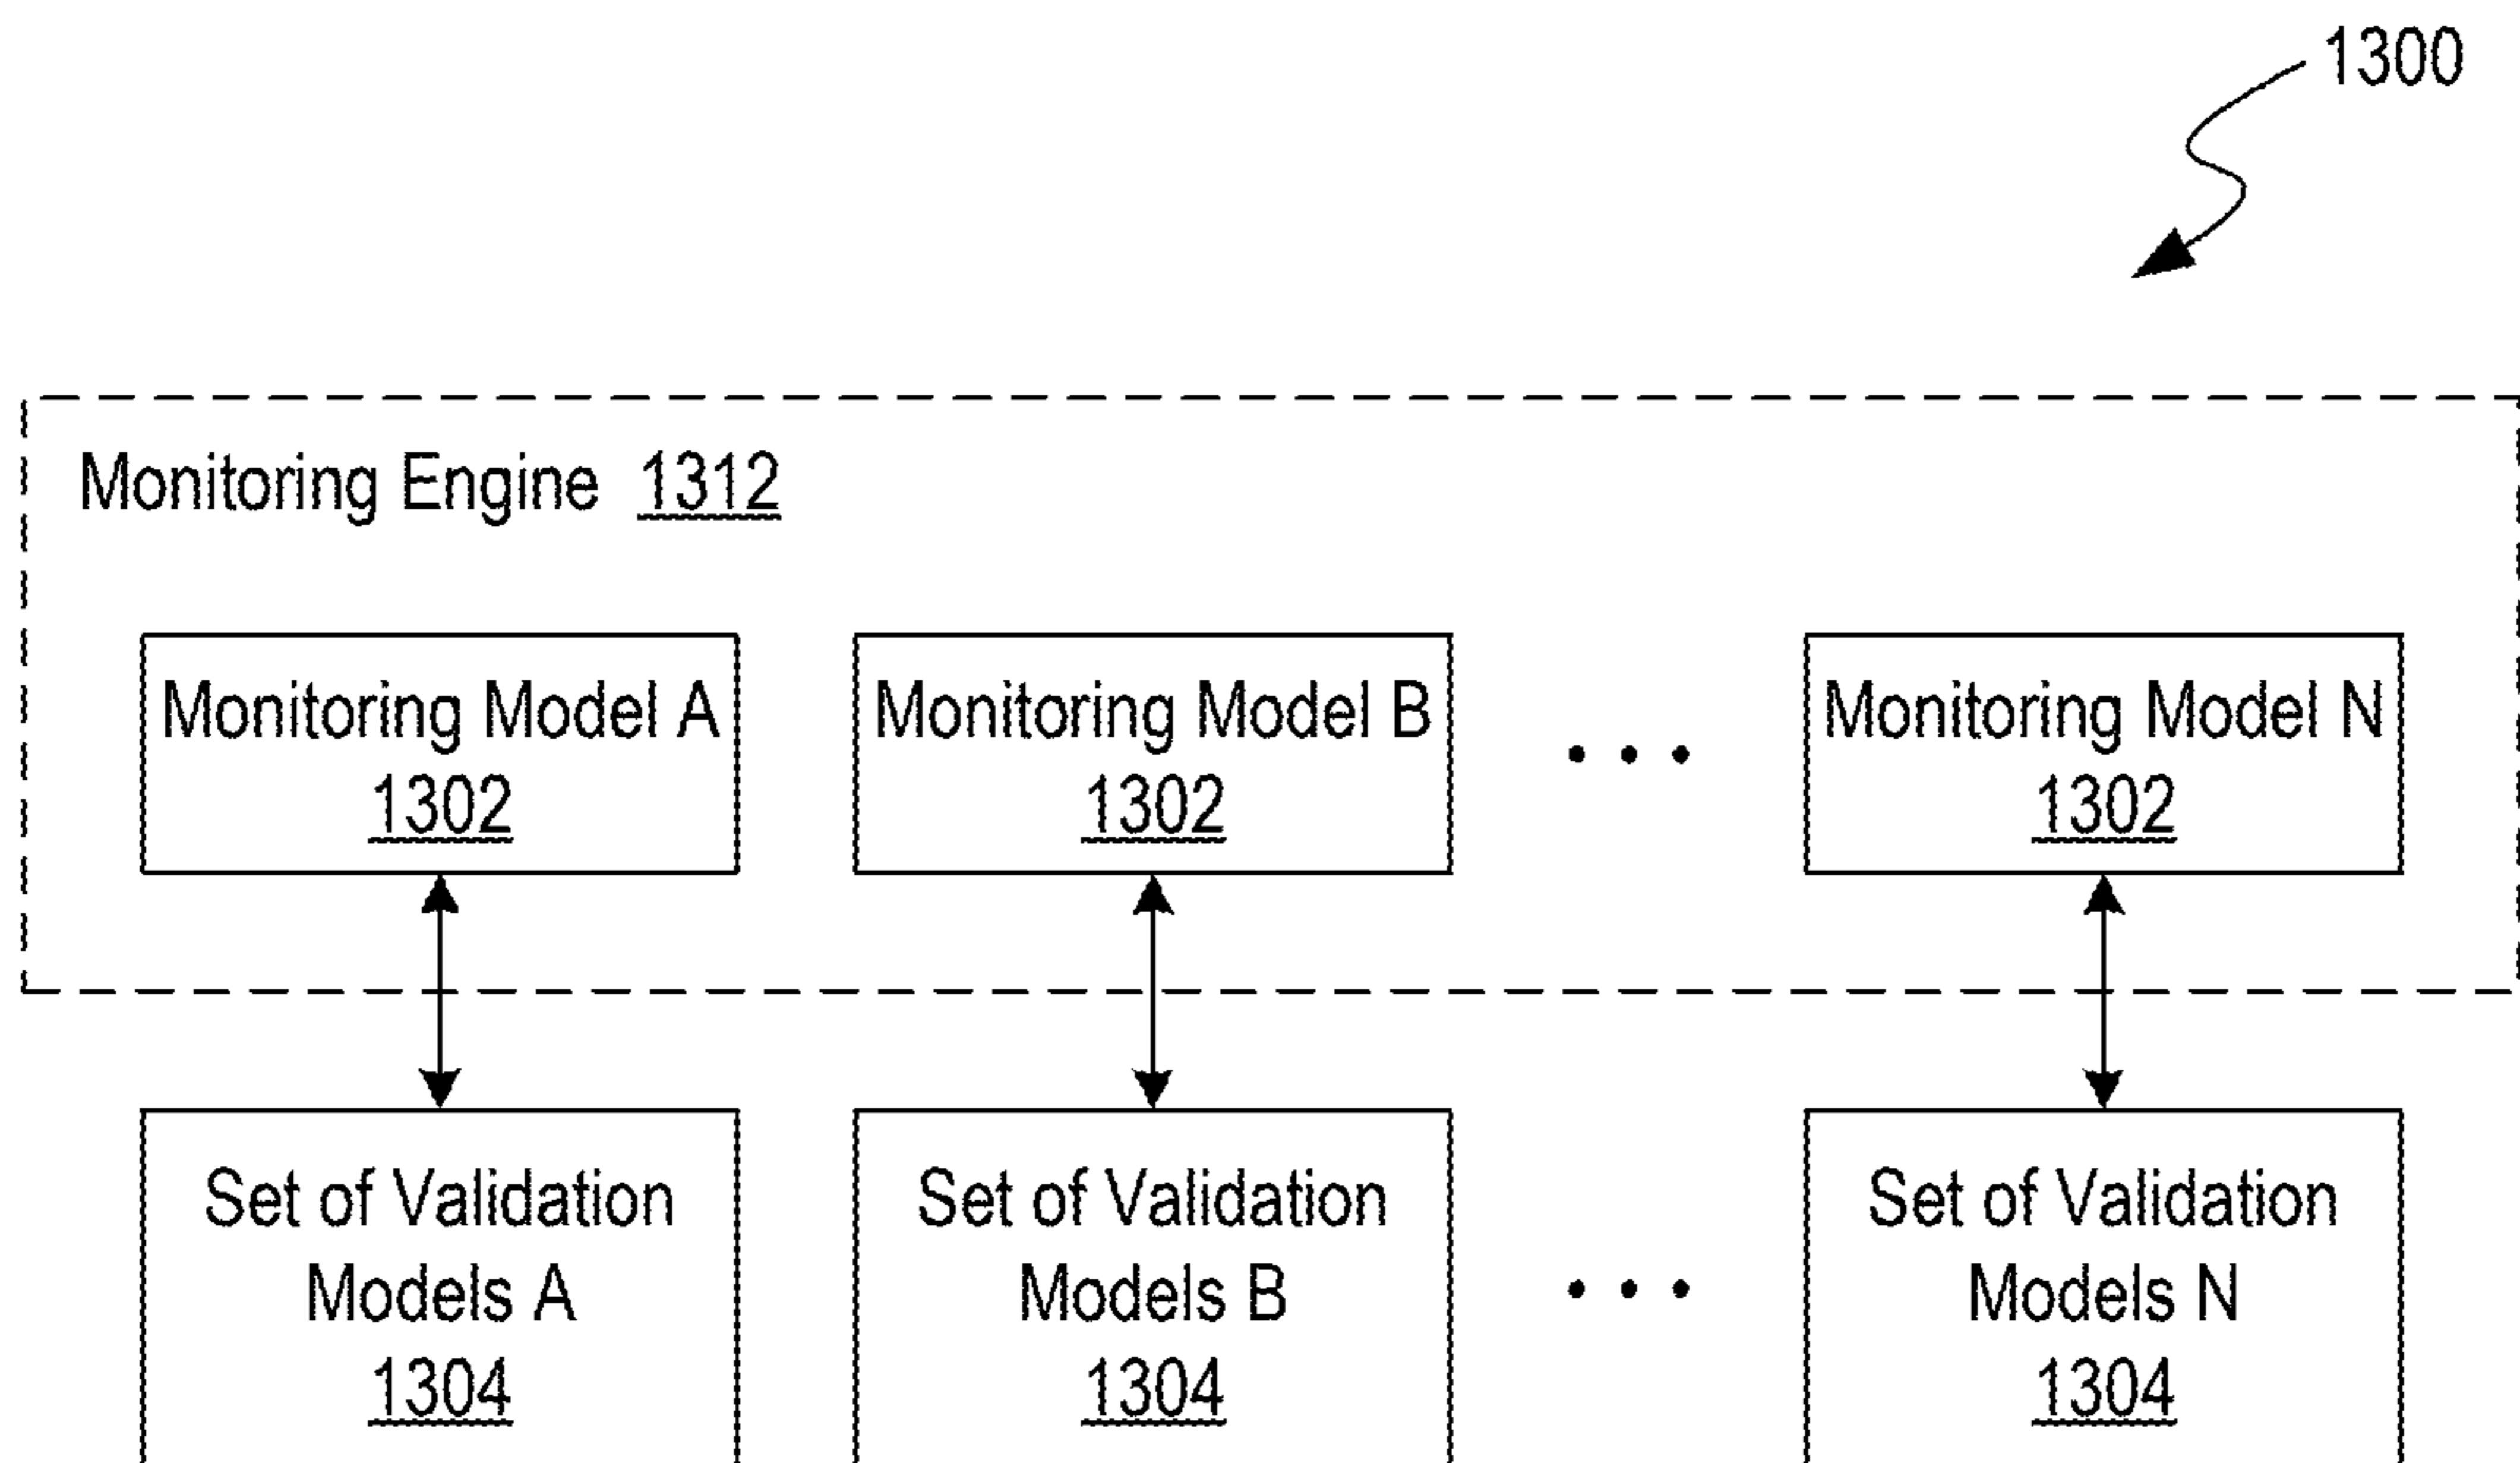 1300
Monitoring Engine 1312
Monitoring Model A
1302
Monitoring Model B
1302
• • •
Monitoring Model N
1302
Set of Validation
Models A
1304
Set of Validation
Models B
1304
• • •
Set of Validation
Models N
1304